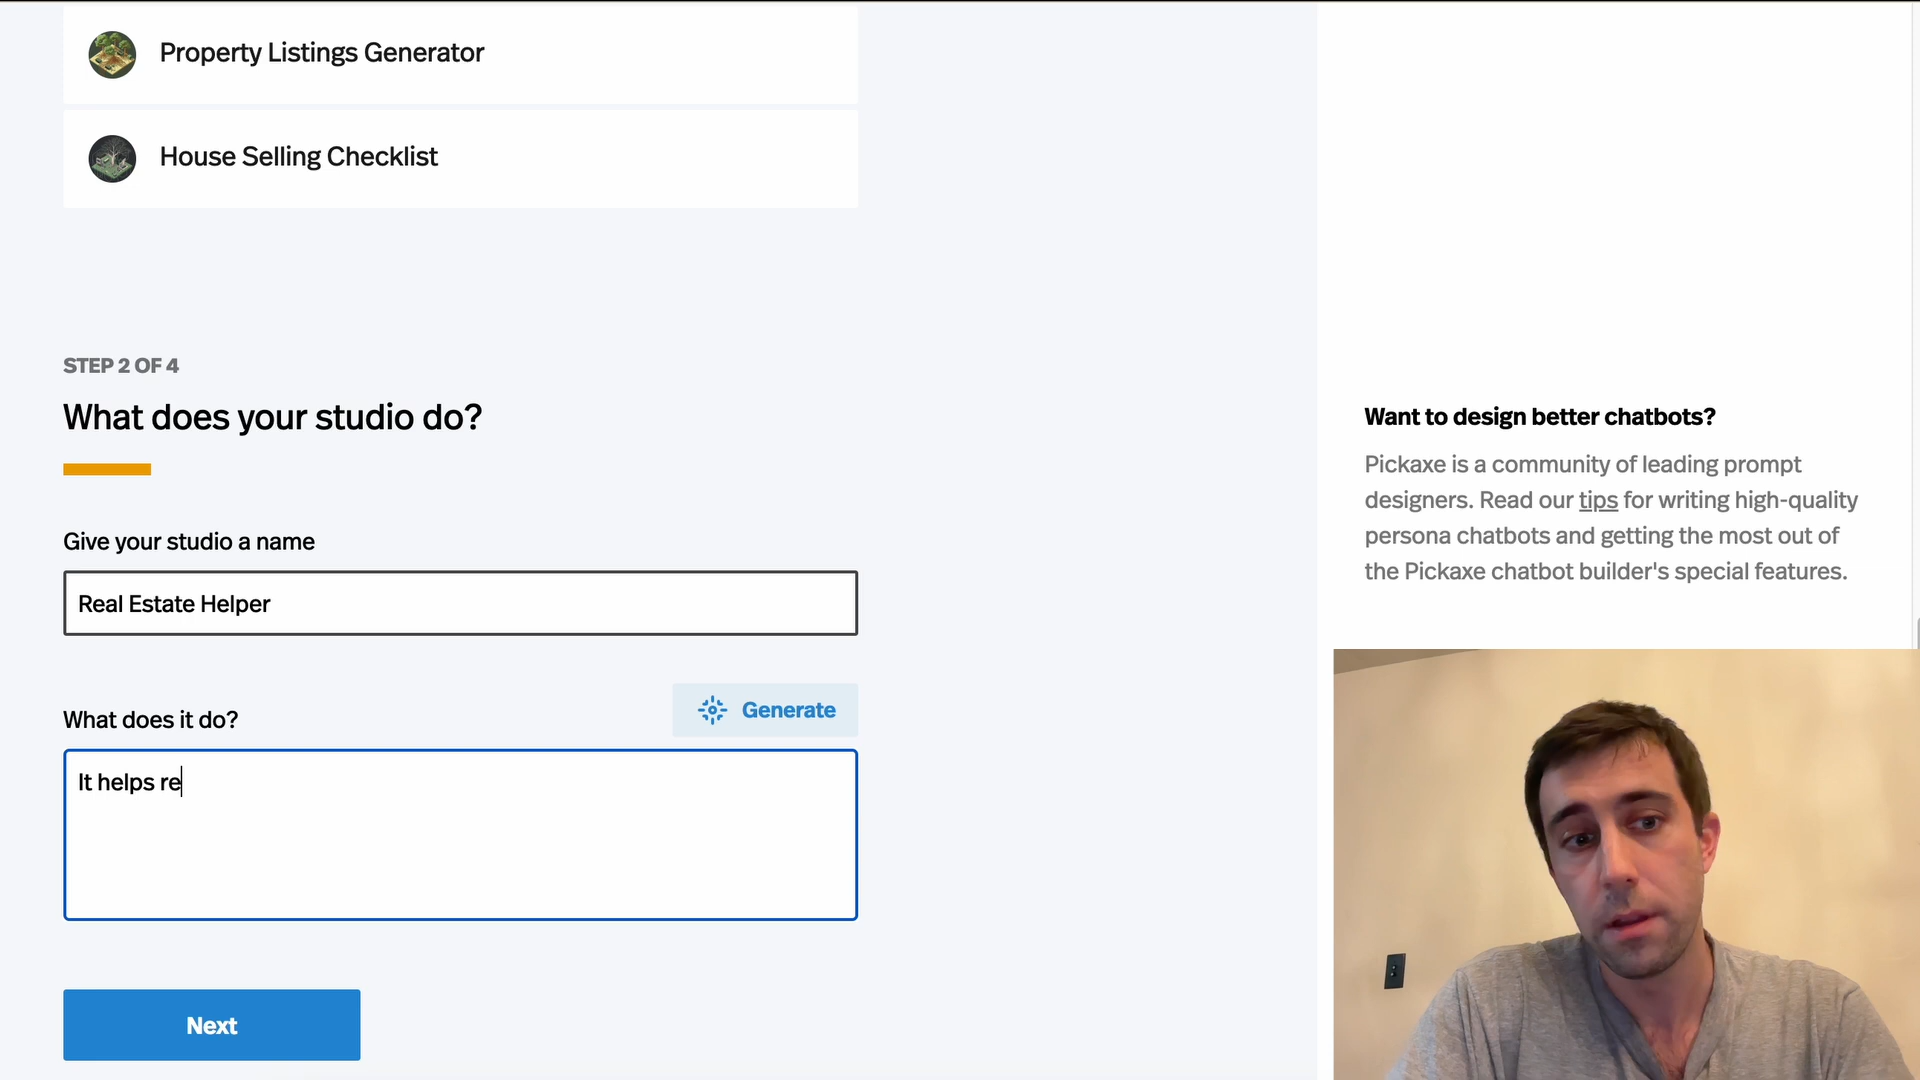 Property Listings Generator
House Selling Checklist
STEP 2 OF 4
What does your studio do?
Give your studio a name
Real Estate Helper
What does it do?
Generate
It helps re
Next
Want to design better chatbots?
Pickaxe is a community of leading prompt
designers. Read our tips for writing high-quality
persona chatbots and getting the most out of
the Pickaxe chatbot builder's special features.